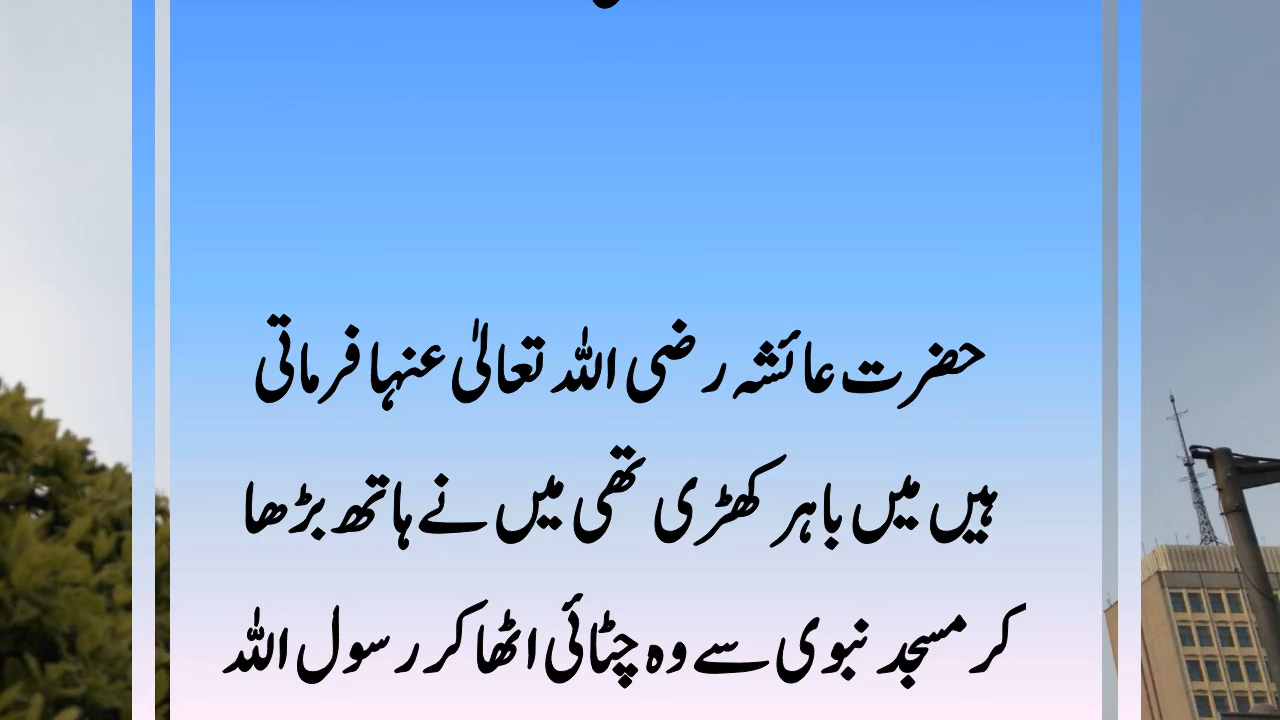 حضرت عائشہ رضی اللہ تعالیٰ عنہا فرماتی
ہیں میں باہر کھڑی تھی میں نے ہاتھ بڑھا
کر مسجد نبوی سے وہ چٹائی اٹھا کر رسول اللہ